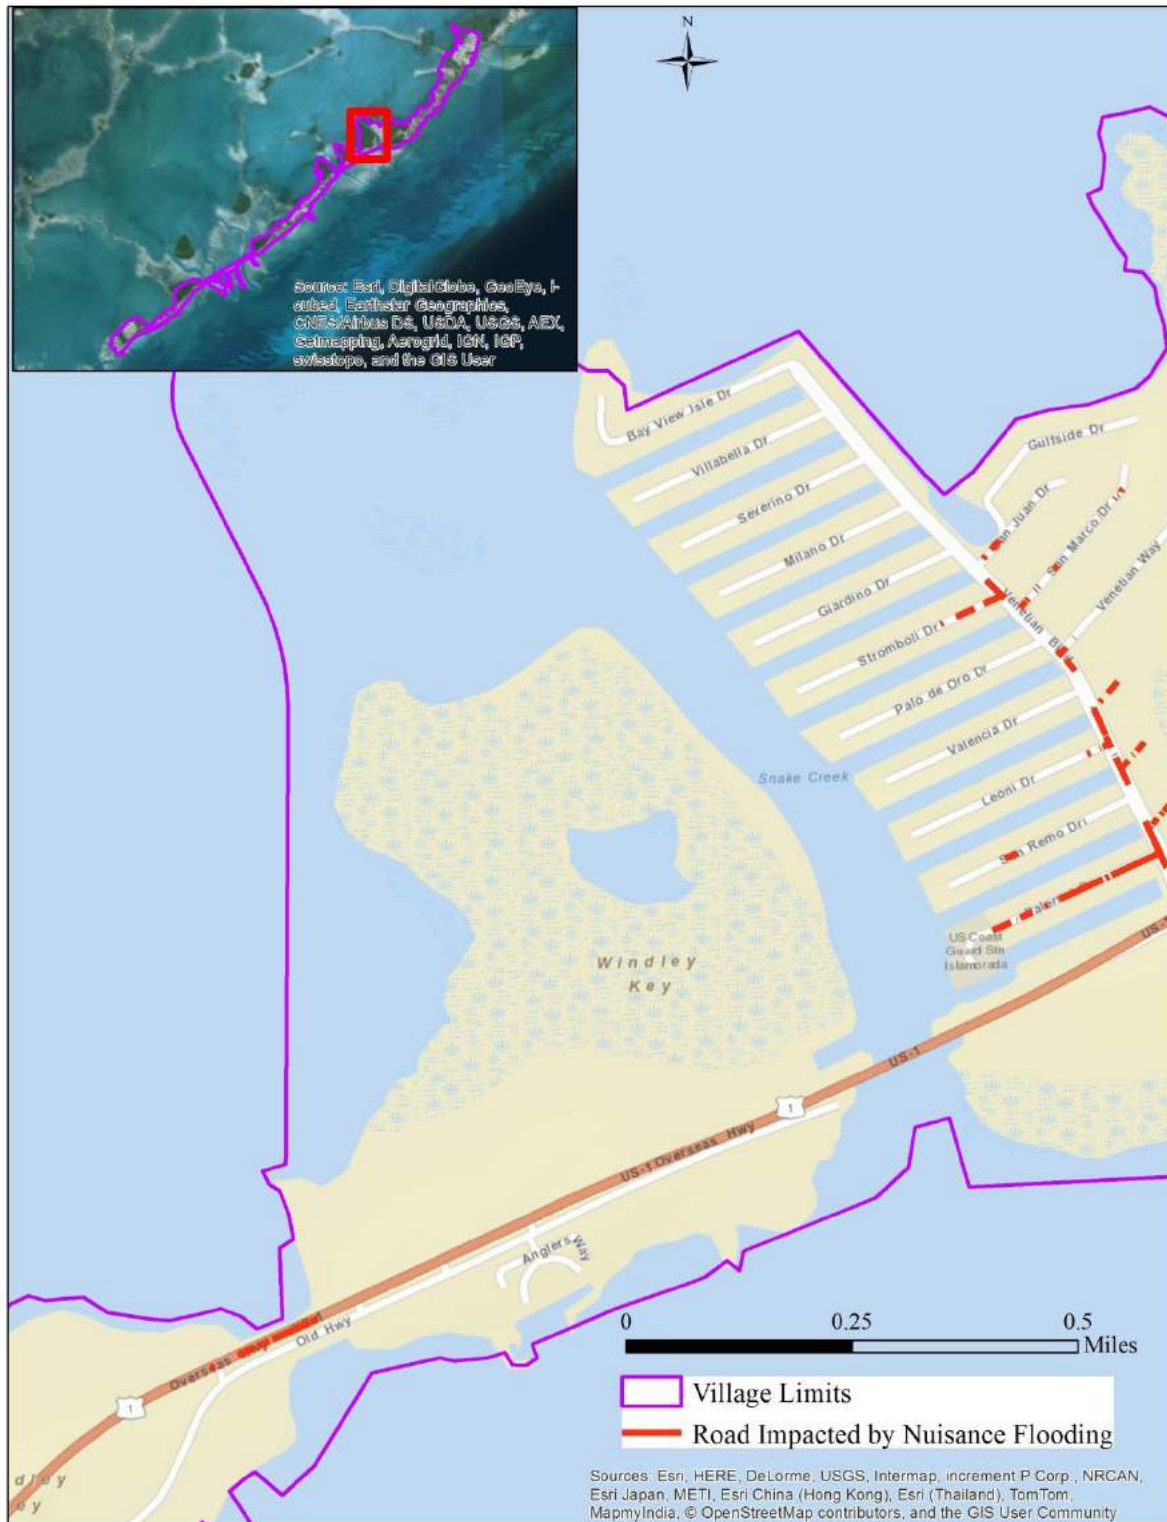 N
Source: Esri, DigitalGlobe, GeoEye, i-
cubed, Earthstar Geographics,
CNES/Airbus DS, USDA, USGS, AEX,
Getmapping, Aerogrid, IGN, IGP,
swisstopo, and the GIS User
Bay View Isle Dr
Gulfside Dr
Villabella Dr
Severino Dr
an Juan Dr
San Marco Dr
Milano Dr
Venetian Way
Giardino Dr
Venetian
Stromboli Dr
Palo de Oro Dr
Valencia Dr
Snake Creek
Leoni Dr
Remo Dr
US-Coast
Guard Stn
Islamorada
US-1
Windley
Key
US-1
1
US-1 Overseas Hwy
Anglers Way
Old Hwy
Overseas
1
dley
ey
0 0.25 0.5
Miles
Village Limits
Road Impacted by Nuisance Flooding
Sources: Esri, HERE, DeLorme, USGS, Intermap, increment P Corp., NRCAN,
Esri Japan, METI, Esri China (Hong Kong), Esri (Thailand), TomTom,
MapmyIndia, © OpenStreetMap contributors, and the GIS User Community